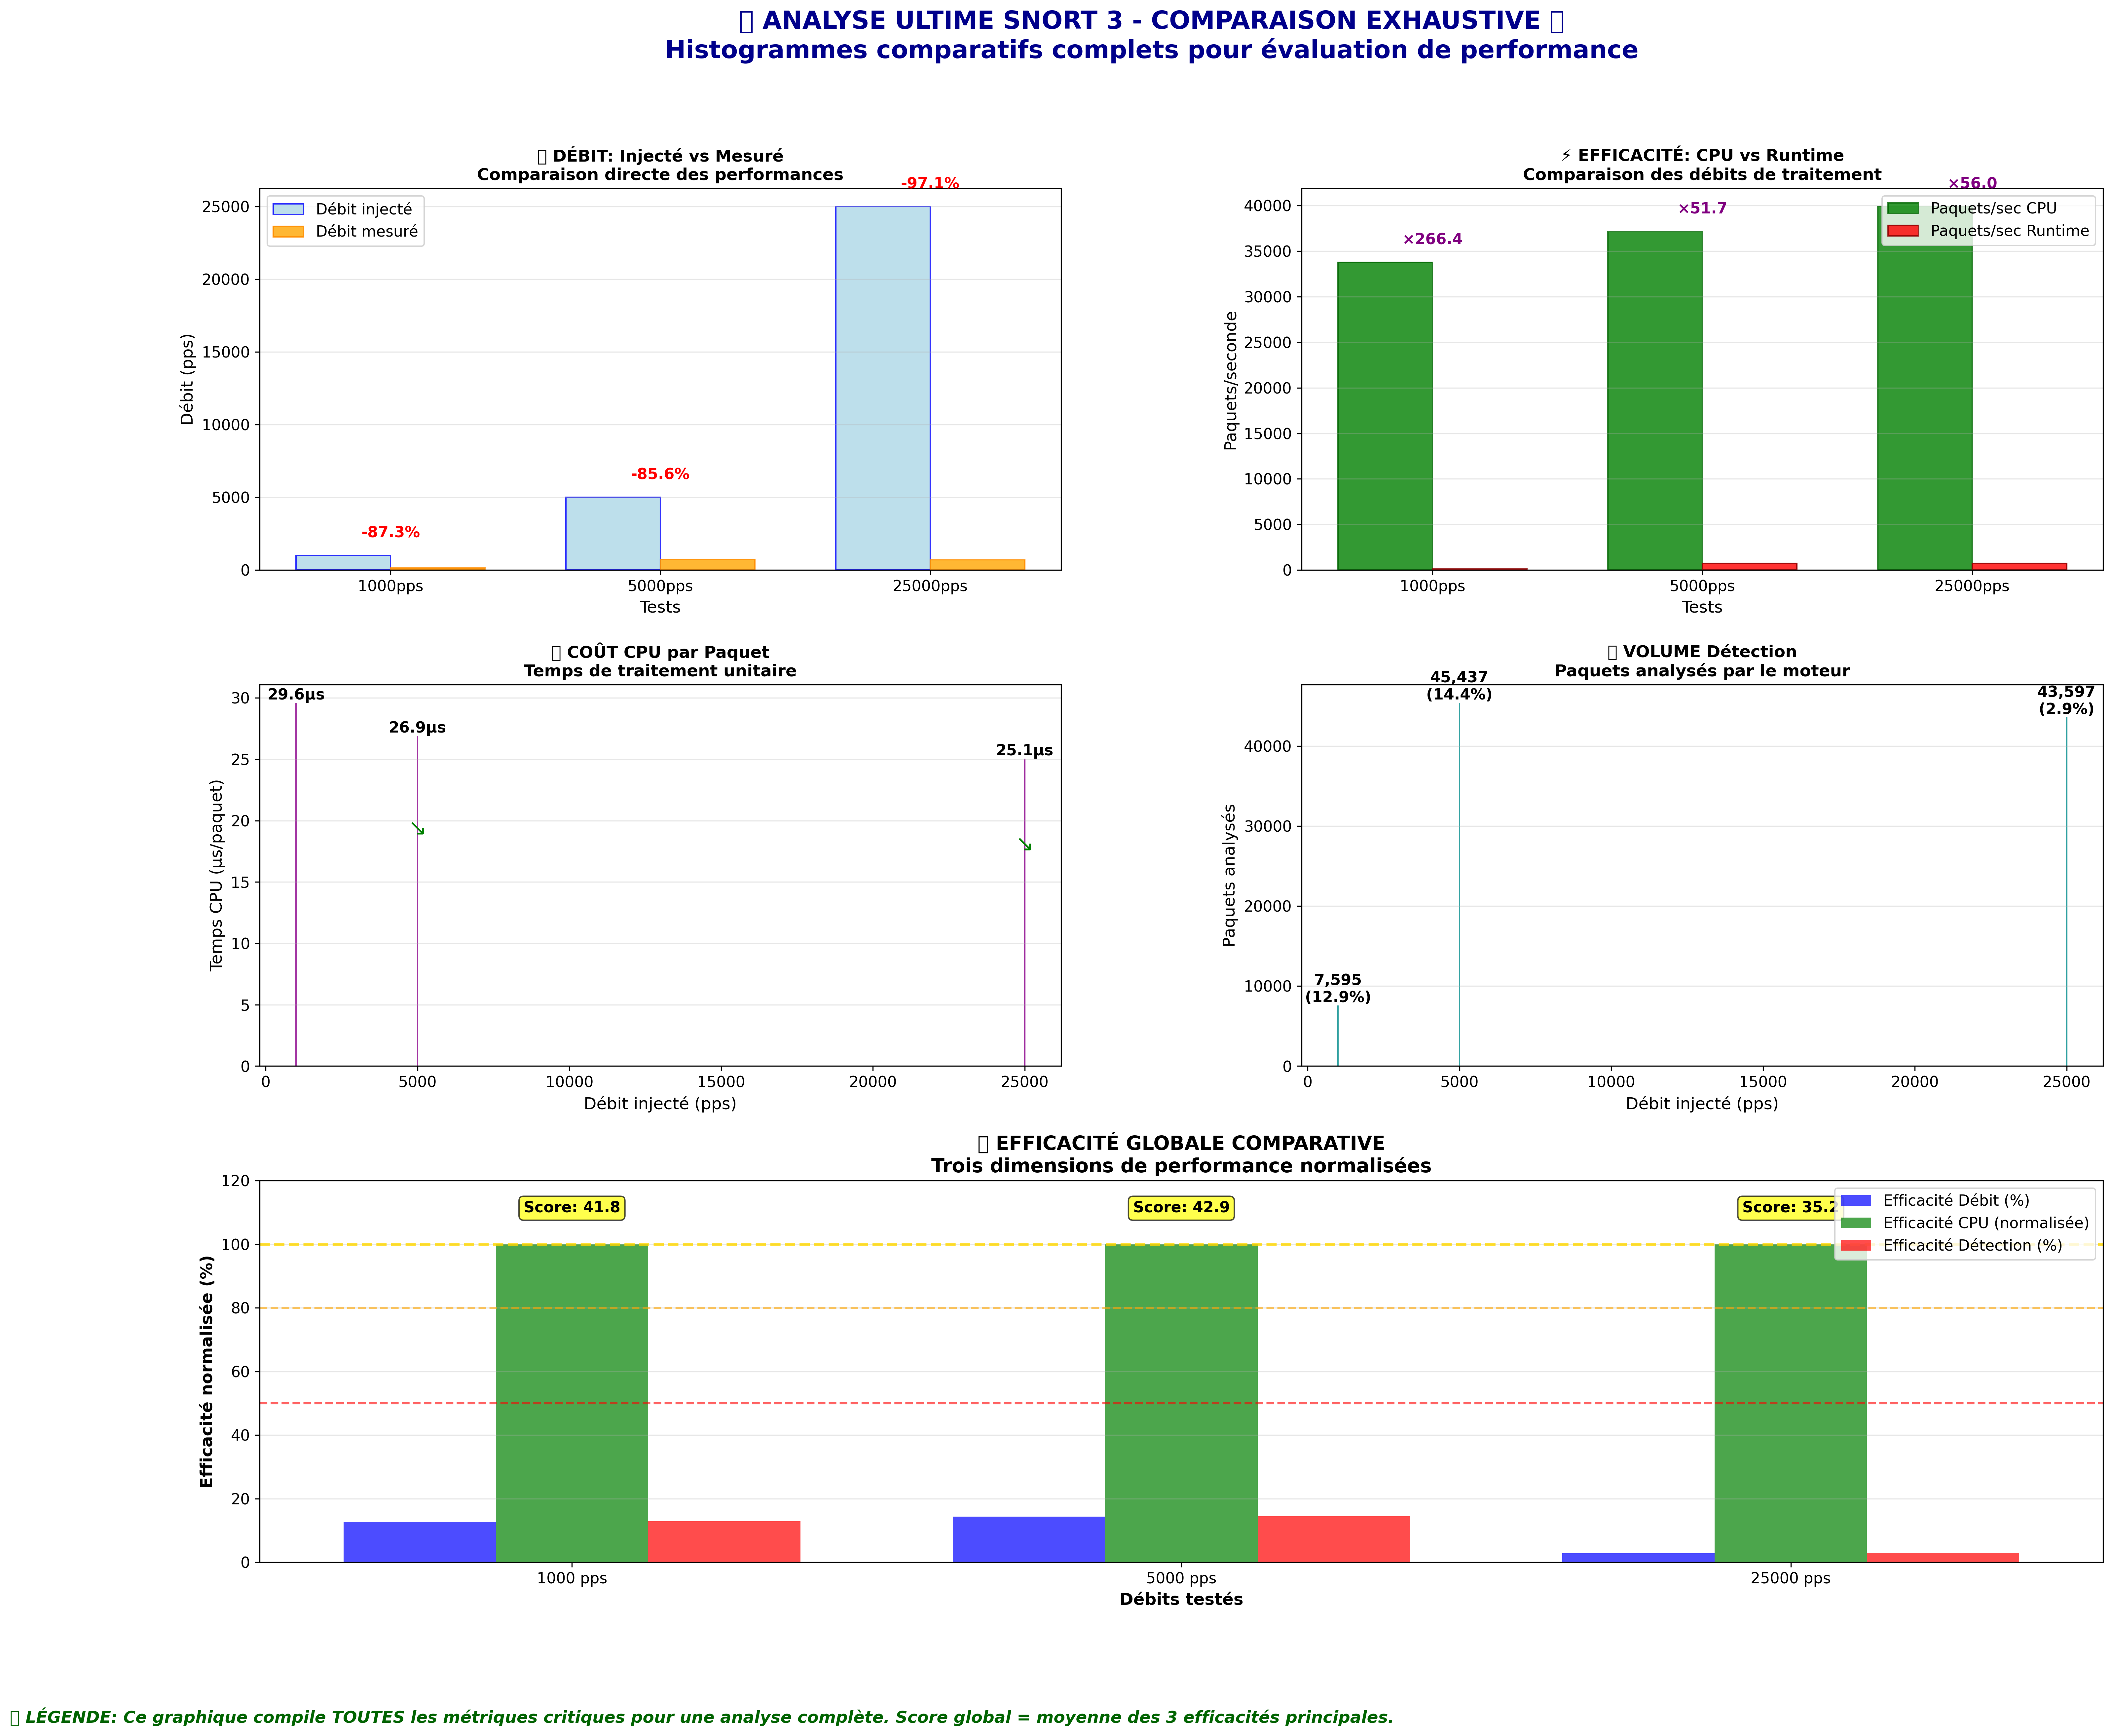 ANALYSE ULTIME SNORT 3 - COMPARAISON EXHAUSTIVE
Histogrammes comparatifs complets pour évaluation de performance
DÉBIT: Injecté vs Mesuré
Comparaison directe des performances
-97.1%
Débit injecté
Débit mesuré
-85.6%
-87.3%
25000
20000
15000
10000
5000
0
Débit (pps)
1000pps
5000pps
25000pps
Tests
⚡ EFFICACITÉ: CPU vs Runtime
Comparaison des débits de traitement
×56.0
×51.7
×266.4
Paquets/sec CPU
Paquets/sec Runtime
40000
35000
30000
25000
20000
15000
10000
5000
0
Paquets/seconde
1000pps
5000pps
25000pps
Tests
COÛT CPU par Paquet
Temps de traitement unitaire
29.6µs
26.9µs
25.1µs
↘
↘
30
25
20
15
10
5
0
Temps CPU (µs/paquet)
0
5000
10000
15000
20000
25000
Débit injecté (pps)
VOLUME Détection
Paquets analysés par le moteur
45,437
(14.4%)
43,597
(2.9%)
7,595
(12.9%)
40000
30000
20000
10000
0
Paquets analysés
0
5000
10000
15000
20000
25000
Débit injecté (pps)
EFFICACITÉ GLOBALE COMPARATIVE
Trois dimensions de performance normalisées
Score: 41.8
Score: 42.9
Score: 35.2
Efficacité Débit (%)
Efficacité CPU (normalisée)
Efficacité Détection (%)
120
100
80
60
40
20
0
Efficacité normalisée (%)
1000 pps
5000 pps
25000 pps
Débits testés
LÉGENDE: Ce graphique compile TOUTES les métriques critiques pour une analyse complète. Score global = moyenne des 3 efficacités principales.